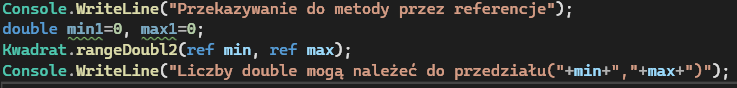 Console.WriteLine("Przekazywanie do metody przez referencje");
double min1=0, max1=0;
Kwadrat.rangeDoubl2(ref min, ref max);
Console.WriteLine("Liczby double mogą należeć do przedziału("+min+","+max+")");